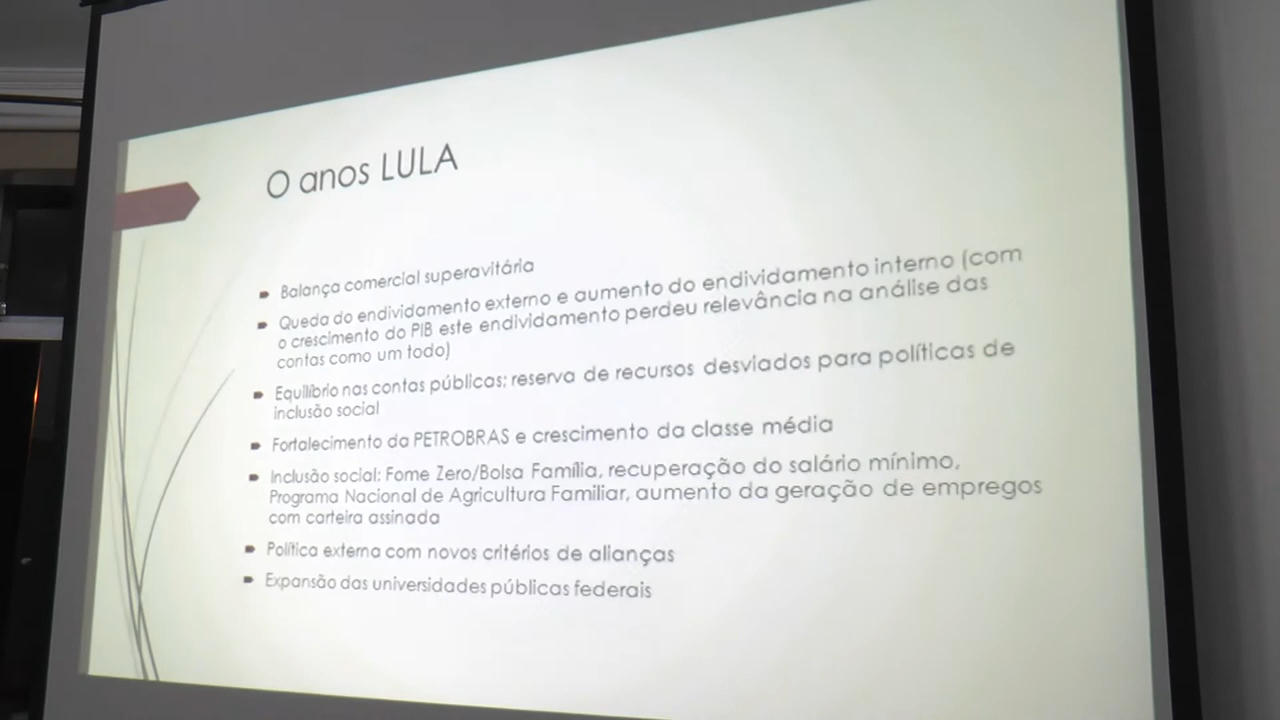 O anos LULA
Balança comercial superavitária
Queda do endividamento externo e aumento do endividamento interno (com
o crescimento do PIB este endividamento perdeu relevância na análise das
contas como um todo)
Equilíbrio nas contas públicas; reserva de recursos desviados para políticas de
inclusão social
Fortalecimento da PETROBRAS e crescimento da classe média
Inclusão social: Fome Zero/Bolsa Família, recuperação do salário mínimo,
Programa Nacional de Agricultura Familiar, aumento da geração de empregos
com carteira assinada
Política externa com novos critérios de alianças
Expansão das universidades públicas federais